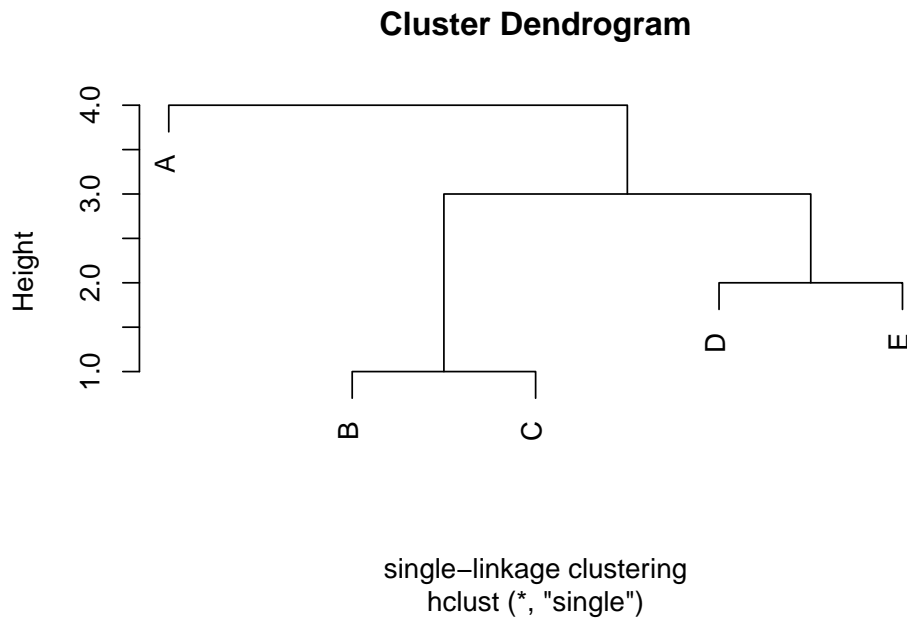 Cluster Dendrogram
Height
4.0
3.0
2.0
1.0
A
B
C
D
E
single−linkage clustering
hclust (*, "single")